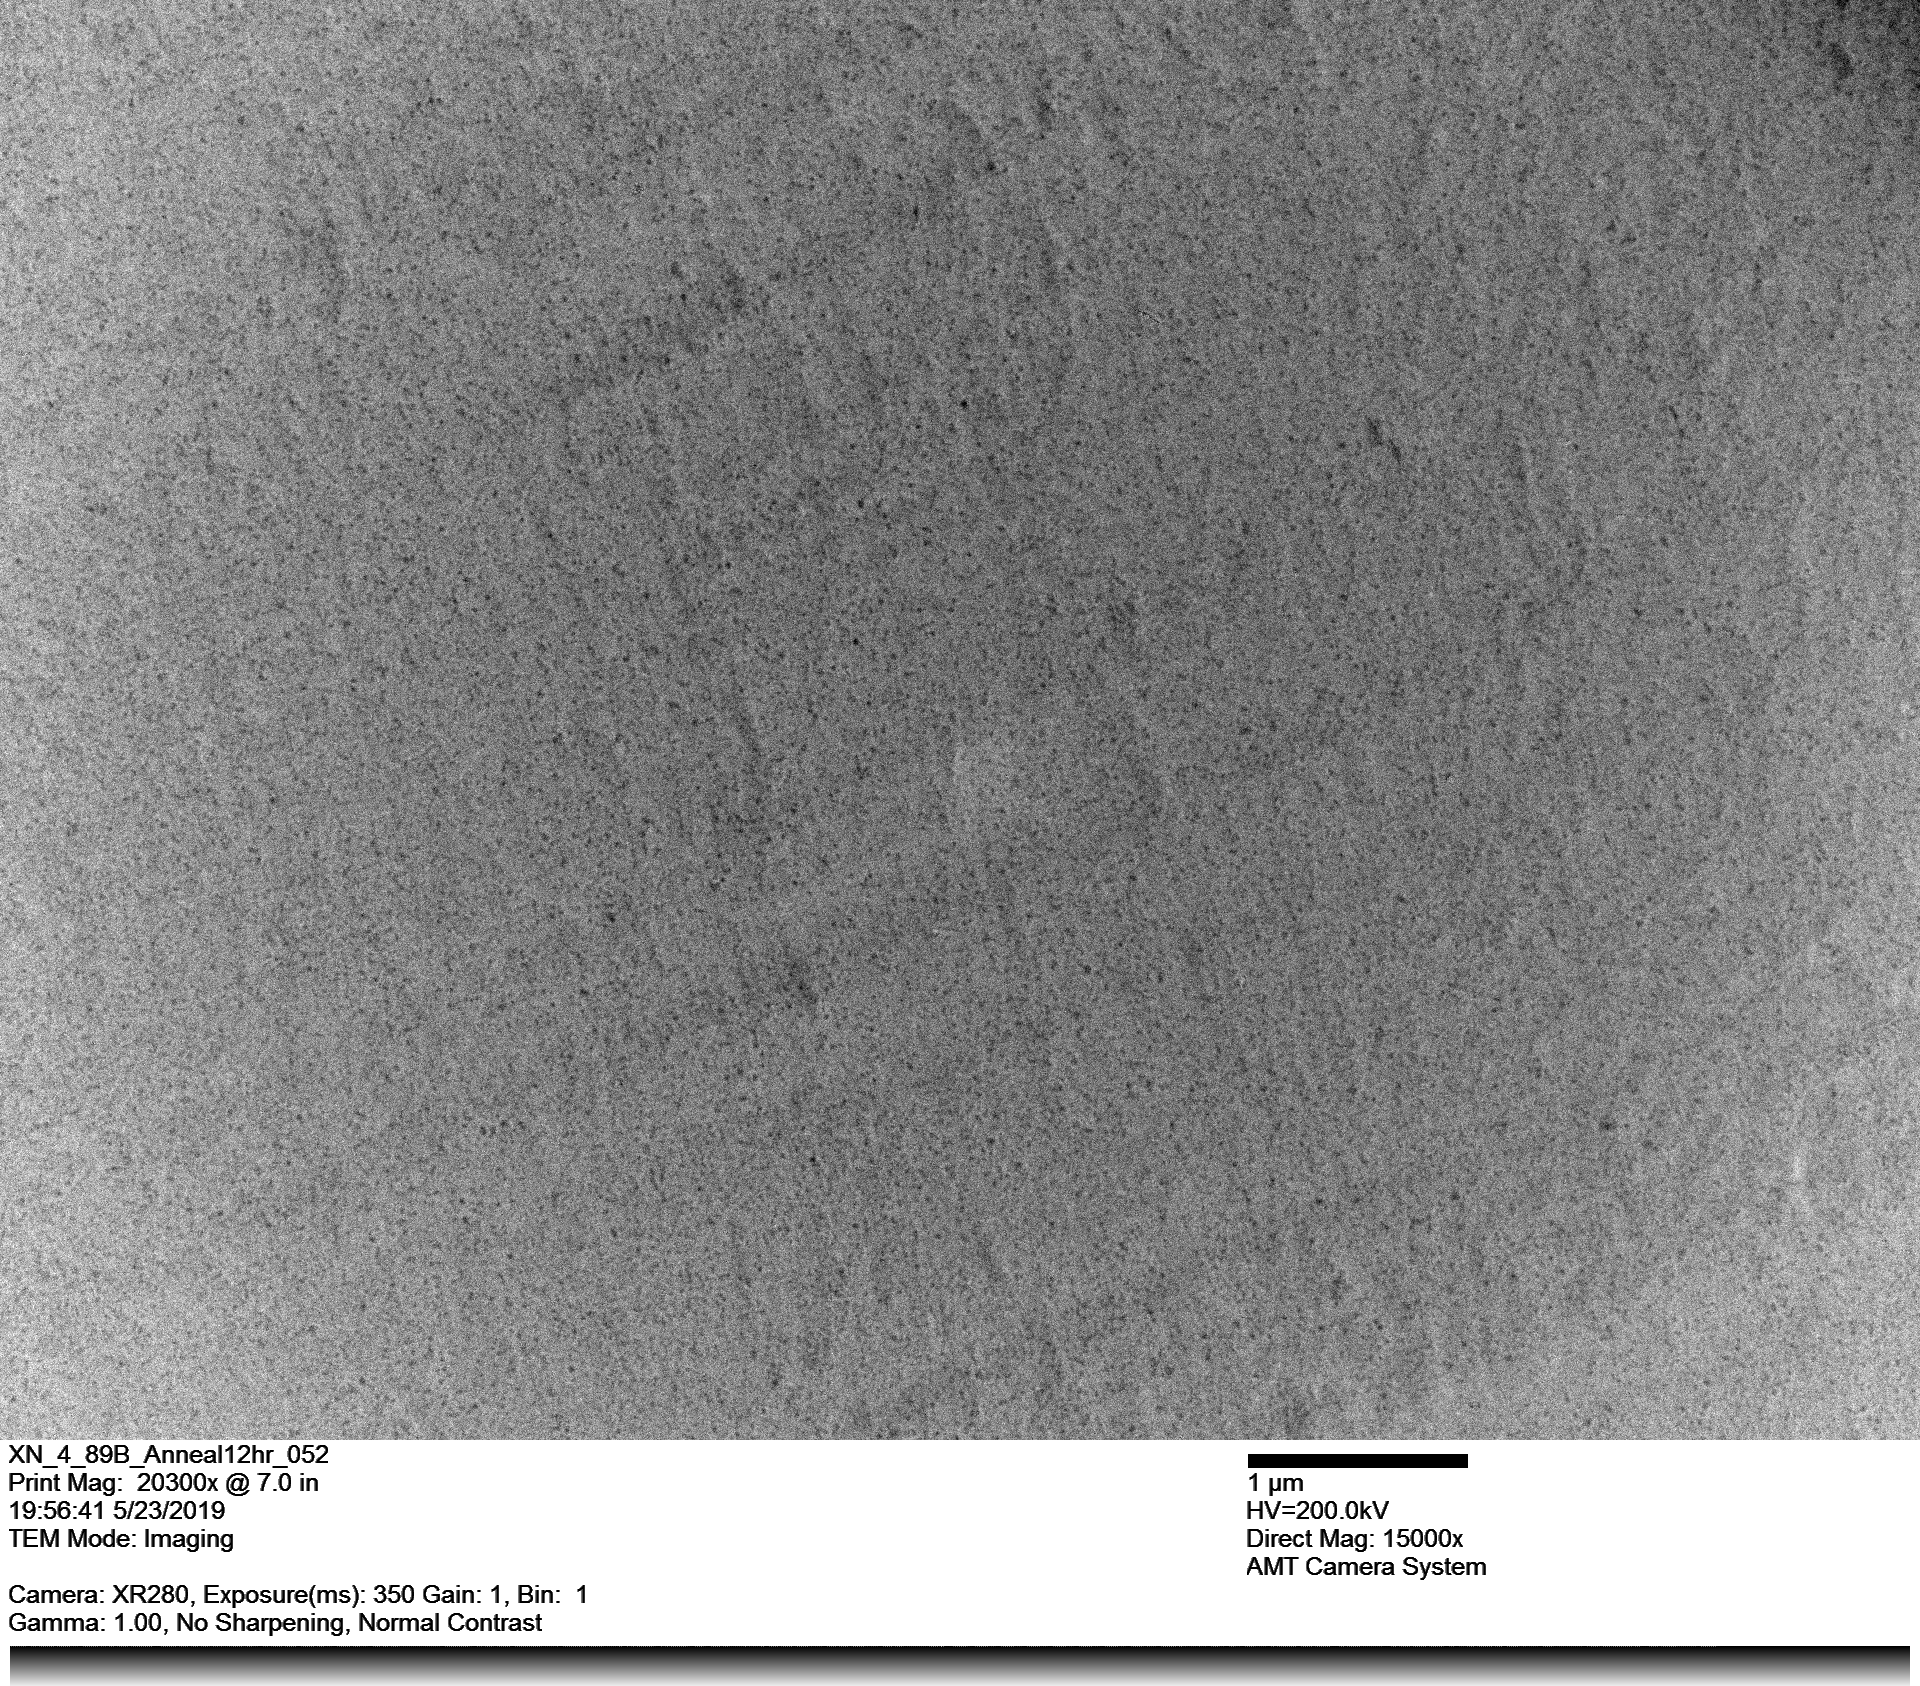 XN_4_89B_Anneal12hr_052
Print Mag:  20300x @ 7.0 in
19:56:41 5/23/2019
TEM Mode: Imaging
Camera: XR280, Exposure(ms): 350 Gain: 1, Bin:  1
Gamma: 1.00, No Sharpening, Normal Contrast
1 µm
HV=200.0kV
Direct Mag: 15000x
AMT Camera System